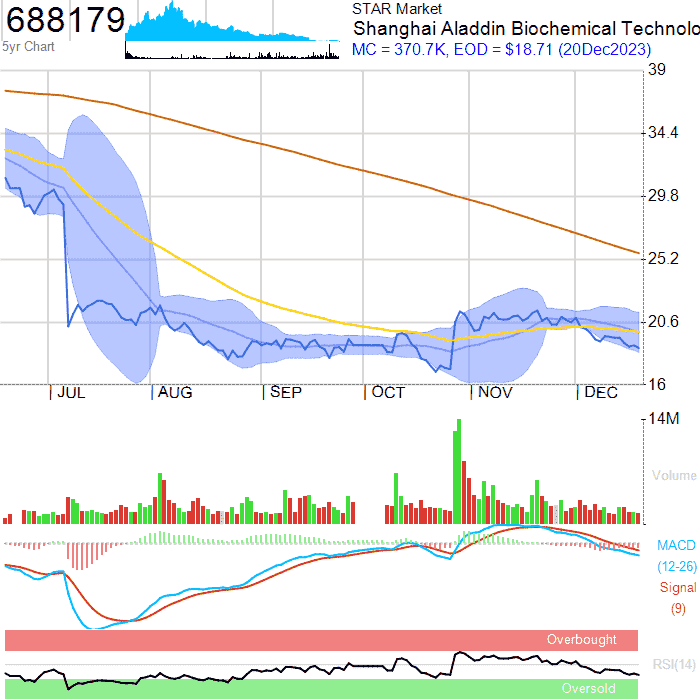 688179
5yr Chart
STAR Market
Shanghai Aladdin Biochemical Technolo
MC = 370.7K, EOD = $18.71 (20Dec2023)
39
34.4
29.8
25.2
20.6
16
JUL AUG SEP OCT NOV DEC
14M
Volume
MACD
(12-26)
Signal
(9)
Overbought
RSI(14)
Oversold